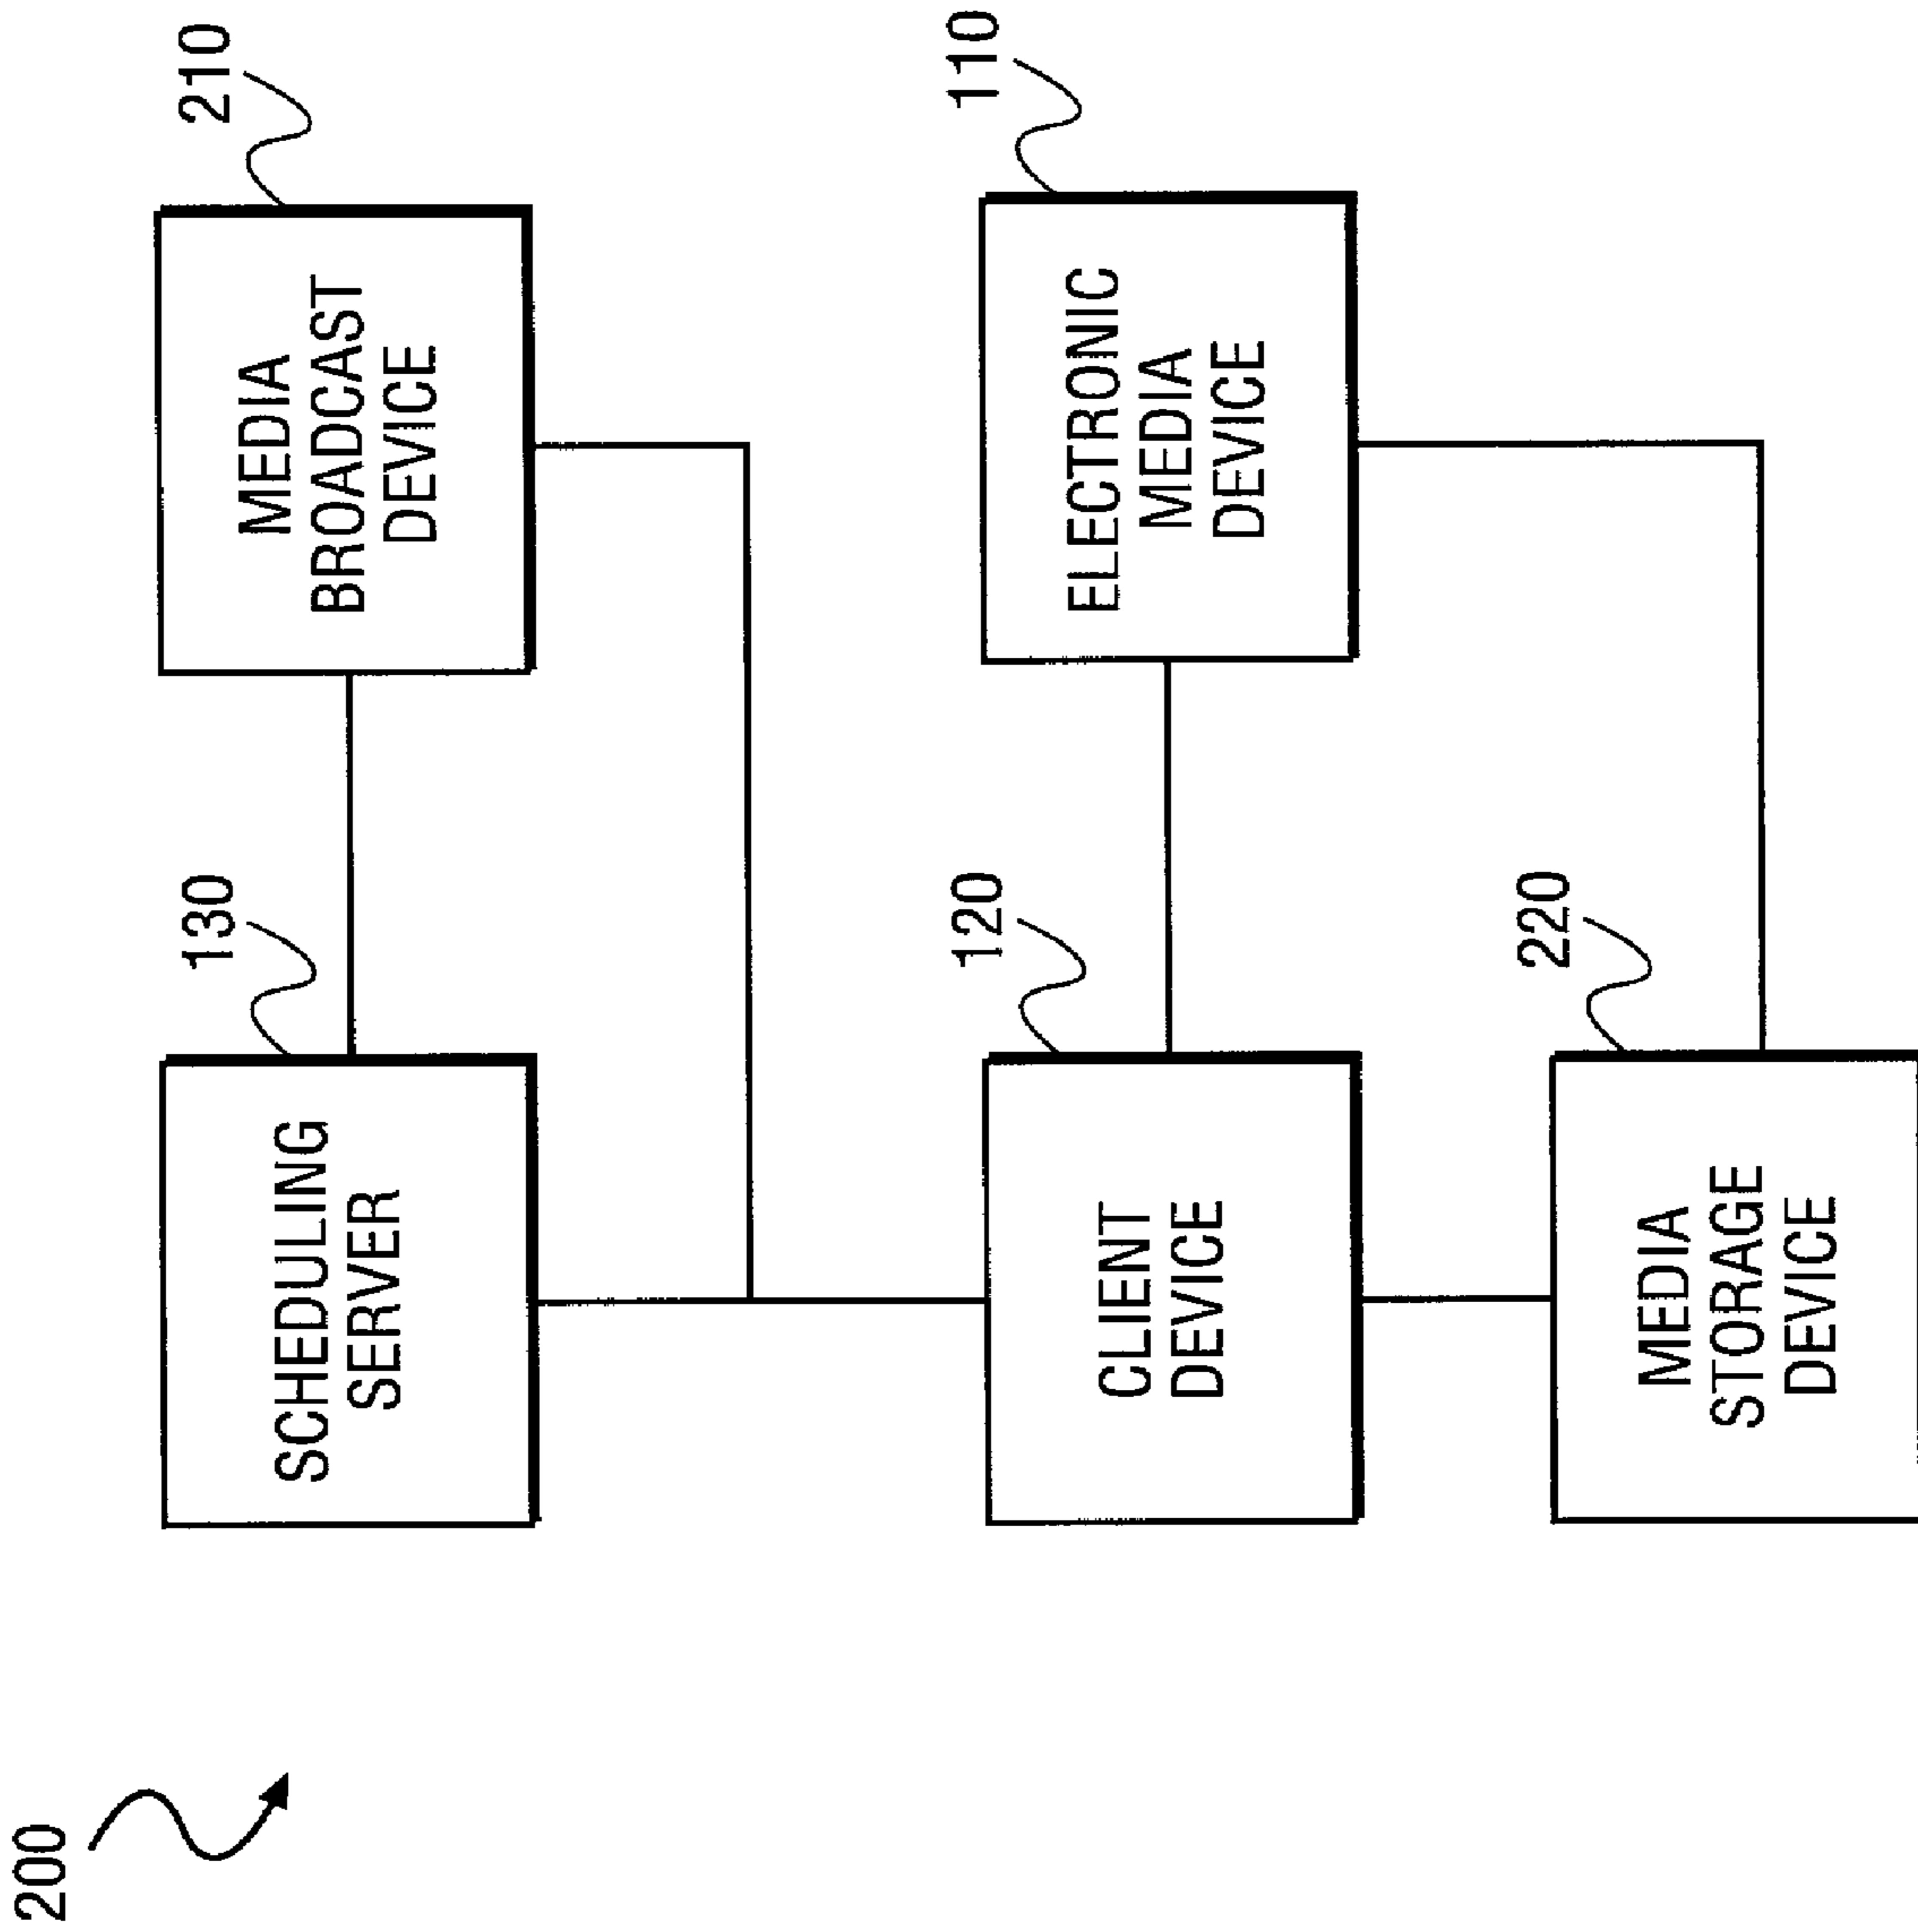 200
130
SCHEDULING
SERVER
210
MEDIA
BROADCAST
DEVICE
120
CLIENT
DEVICE
110
ELECTRONIC
MEDIA
DEVICE
220
MEDIA
STORAGE
DEVICE